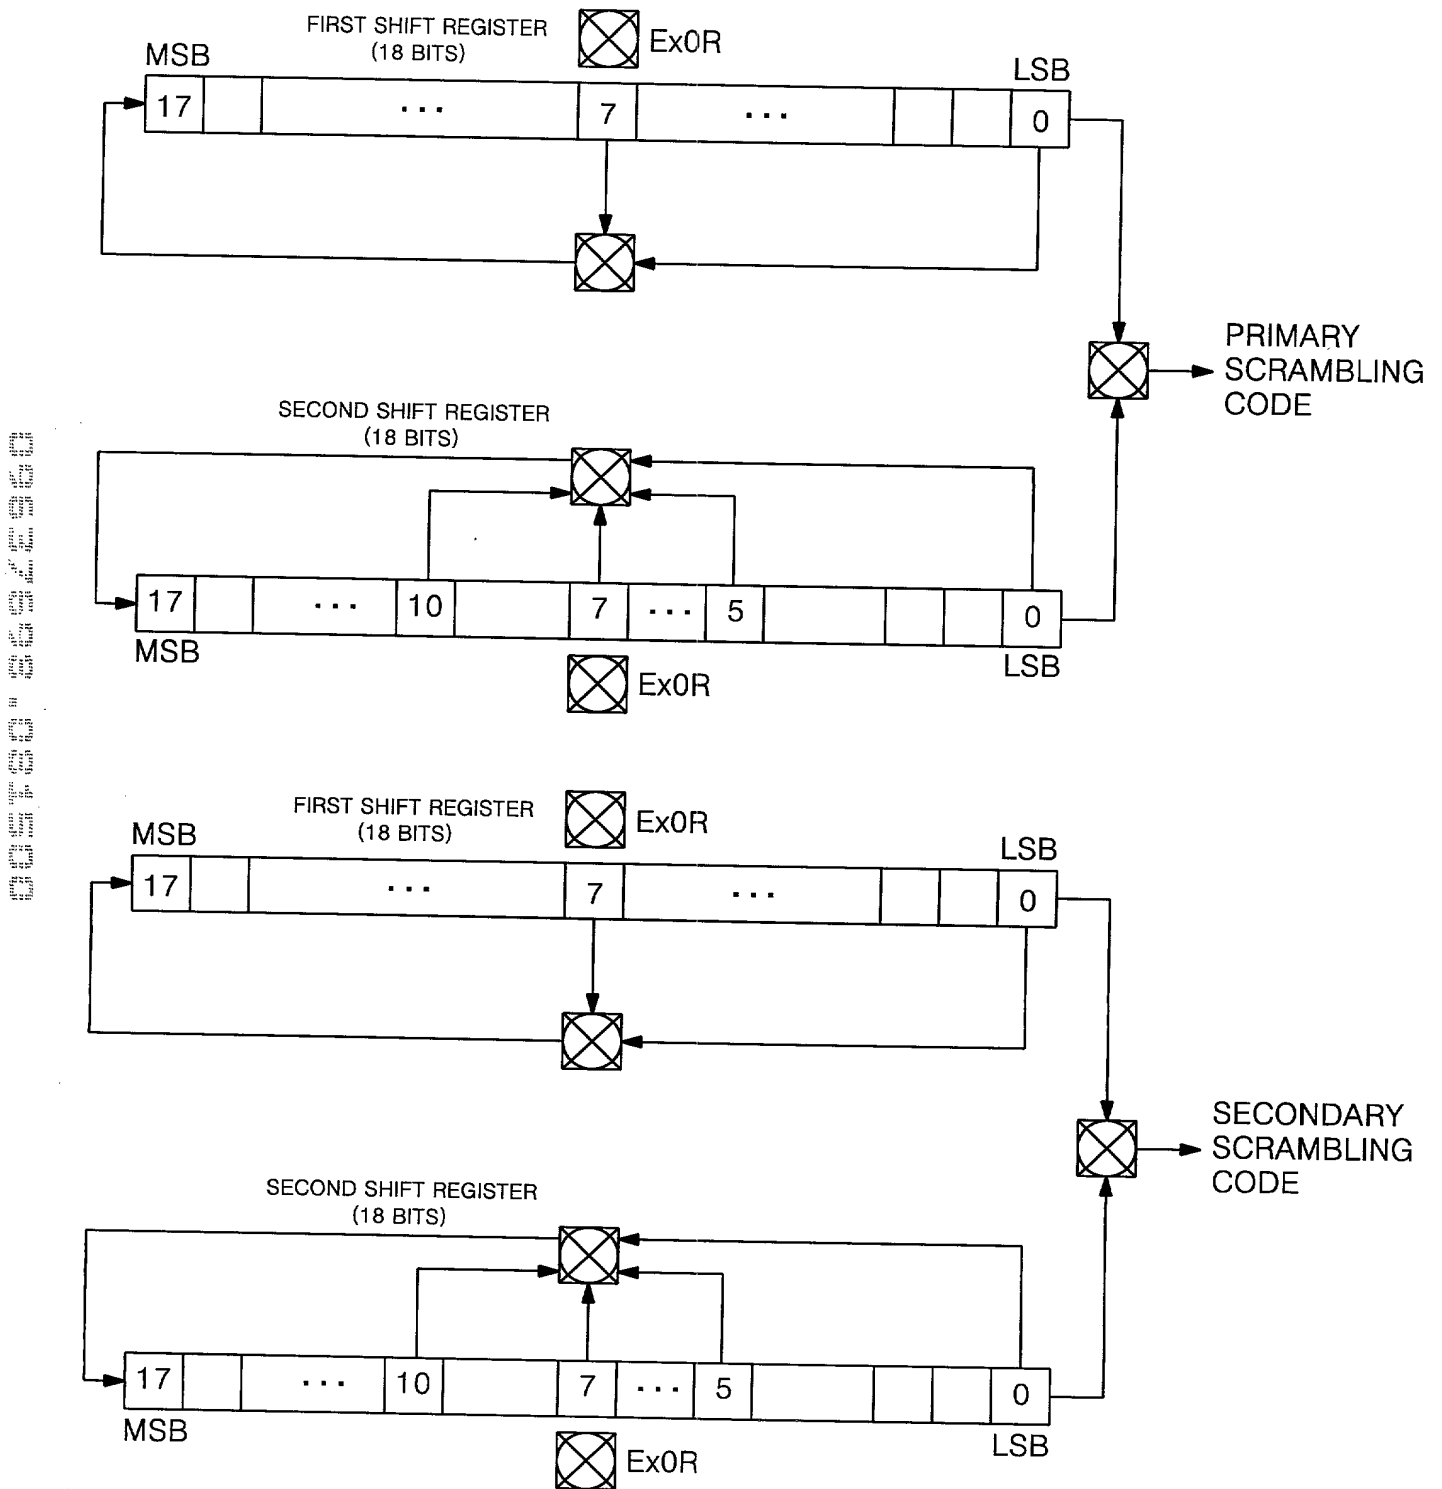 FIRST SHIFT REGISTER
(18 BITS)
Ex0R
MSB
LSB
17 ... 7 ... 0
PRIMARY
SCRAMBLING
CODE
SECOND SHIFT REGISTER
(18 BITS)
17 ... 10 7 ... 5 0
MSB
LSB
Ex0R
FIRST SHIFT REGISTER
(18 BITS)
Ex0R
MSB
LSB
17 ... 7 ... 0
SECONDARY
SCRAMBLING
CODE
SECOND SHIFT REGISTER
(18 BITS)
17 ... 10 7 ... 5 0
MSB
LSB
Ex0R